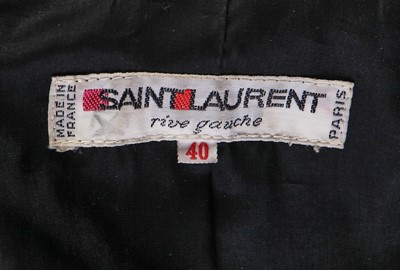 MADE IN
FRANCE
SAINT LAURENT
rive gauche
PARIS
40